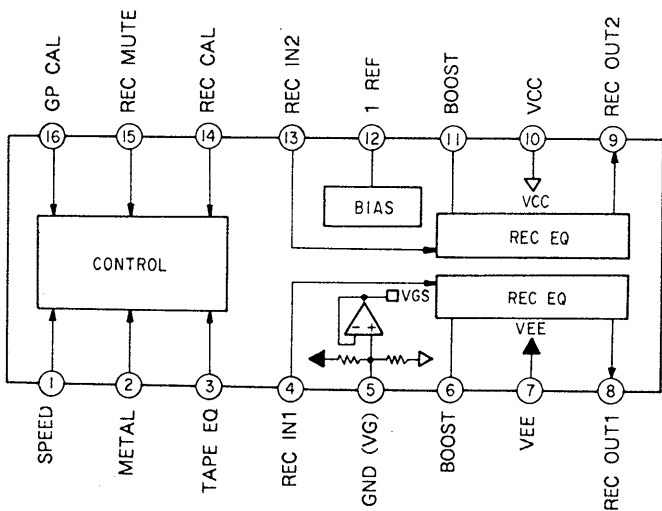 GP CAL
REC MUTE
REC CAL
REC IN2
1 REF
BOOST
VCC
REC OUT2
16
15
14
13
12
11
10
9
CONTROL
BIAS
VCC
REC EQ
REC EQ
VGS
- +
VEE
1
2
3
4
5
6
7
8
SPEED
METAL
TAPE EQ
REC IN1
GND (VG)
BOOST
VEE
REC OUT1